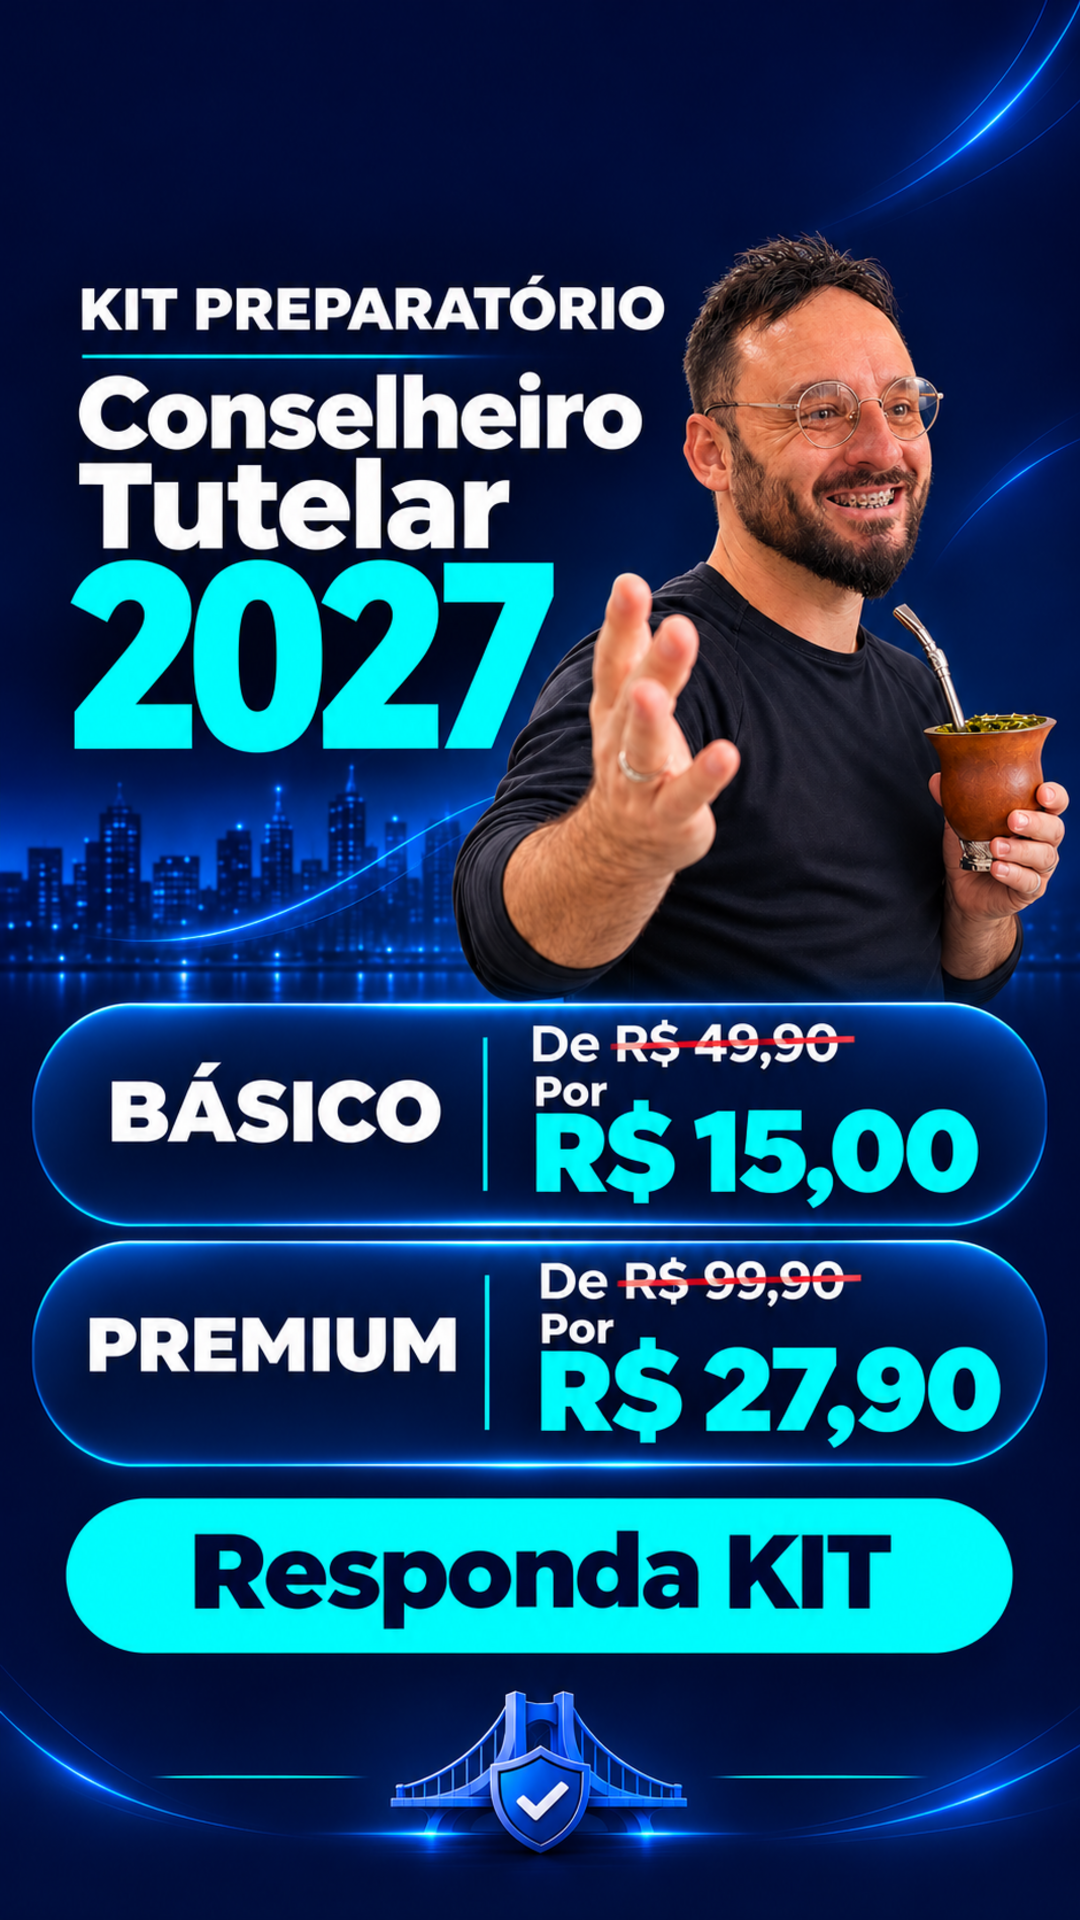 KIT PREPARATÓRIO
Conselheiro
Tutelar
2027
BÁSICO
De R$ 49,90
Por
R$ 15,00
PREMIUM
De R$ 99,90
Por
R$ 27,90
Responda KIT